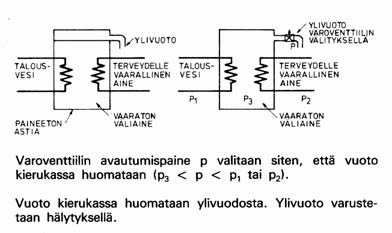 YLIVUOTO
TALOUS-
VESI
TERVEYDELLE
VAARALLINEN
AINE
PAINEETON
ASTIA
VAARATON
VÄLIAINE
YLIVUOTO
VAROVENTTIILIN
VÄLITYKSELLÄ
P1
TALOUS-
VESI
TERVEYDELLE
VAARALLINEN
AINE
P1
P3
P2
VAARATON
VÄLIAINE
Varoventtiilin avautumispaine p valitaan siten, että vuoto
kierukassa huomataan (p3 < p < p1 tai p2).
Vuoto kierukassa huomataan ylivuodosta. Ylivuoto varuste-
taan hälytyksellä.